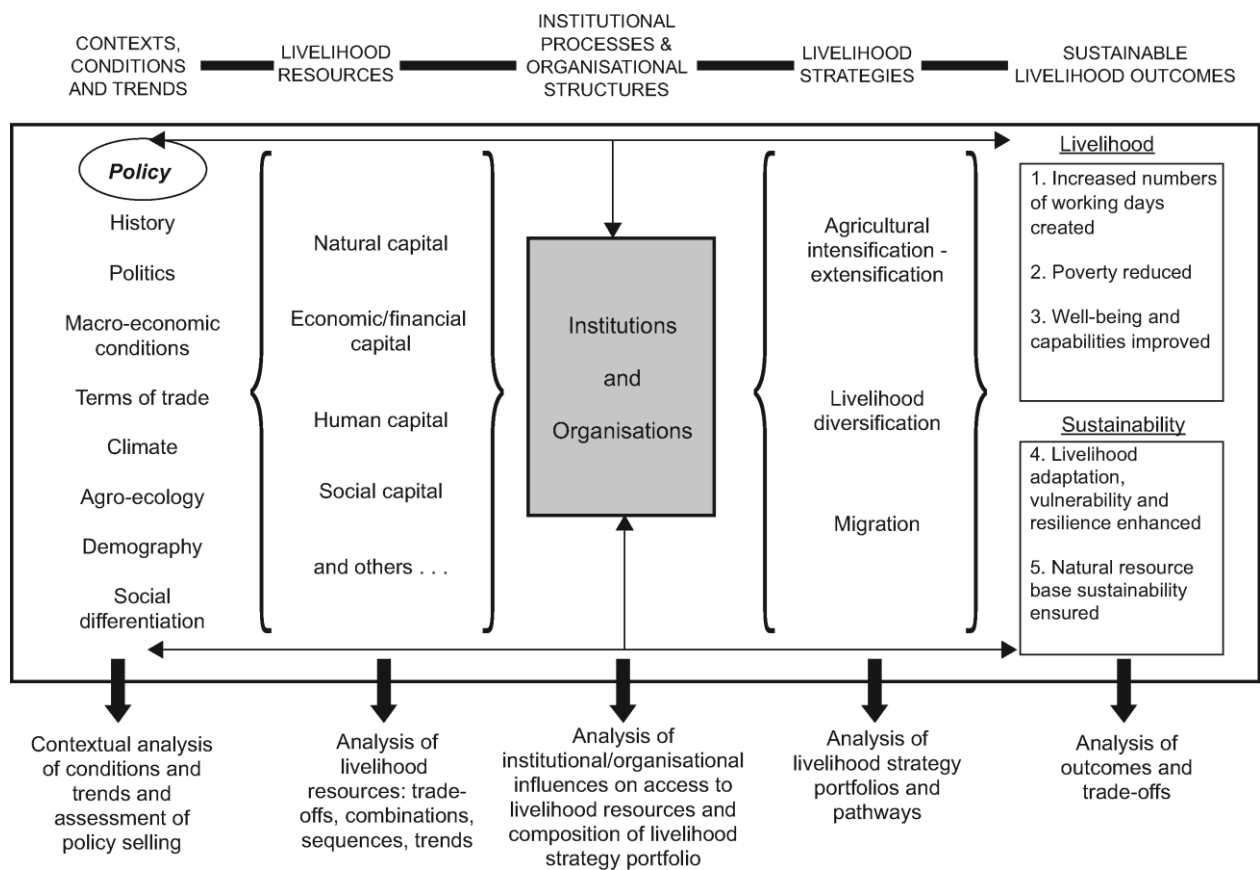 CONTEXTS,
CONDITIONS
AND TRENDS
LIVELIHOOD
RESOURCES
INSTITUTIONAL
PROCESSES &
ORGANISATIONAL
STRUCTURES
LIVELIHOOD
STRATEGIES
SUSTAINABLE
LIVELIHOOD OUTCOMES
Policy
History
Politics
Macro-economic
conditions
Terms of trade
Climate
Agro-ecology
Demography
Social
differentiation
Natural capital
Economic/financial
capital
Human capital
Social capital
and others . . .
Institutions
and
Organisations
Agricultural
intensification -
extensification
Livelihood
diversification
Migration
Livelihood
1. Increased numbers
of working days
created
2. Poverty reduced
3. Well-being and
capabilities improved
Sustainability
4. Livelihood
adaptation,
vulnerability and
resilience enhanced
5. Natural resource
base sustainability
ensured
Contextual analysis
of conditions and
trends and
assessment of
policy selling
Analysis of
livelihood
resources: trade-
offs, combinations,
sequences, trends
Analysis of
institutional/organisational
influences on access to
livelihood resources and
composition of livelihood
strategy portfolio
Analysis of
livelihood strategy
portfolios and
pathways
Analysis of
outcomes and
trade-offs